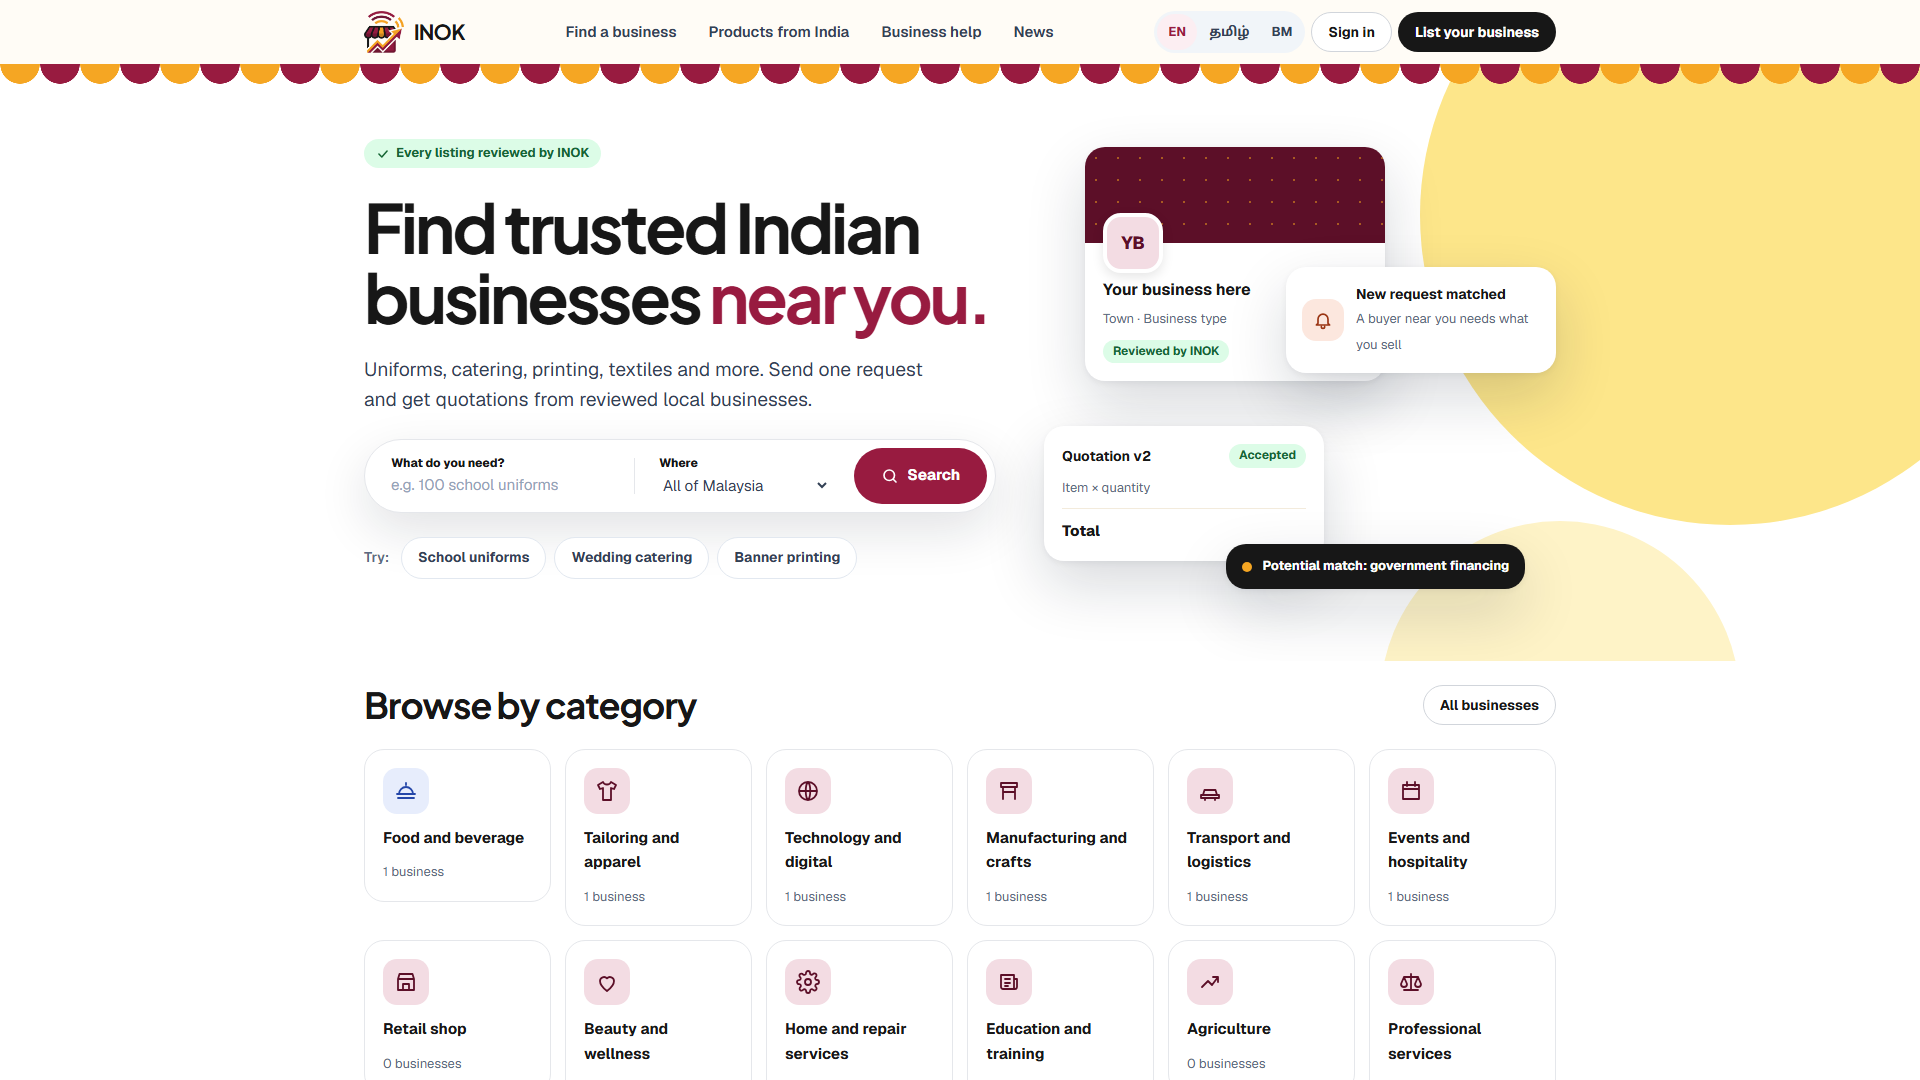 INOK
Find a business
Products from India
Business help
News
EN
தமிழ்
BM
Sign in
List your business
Every listing reviewed by INOK
Find trusted Indian
businesses near you.
Uniforms, catering, printing, textiles and more. Send one request
and get quotations from reviewed local businesses.
What do you need?
e.g. 100 school uniforms
Where
All of Malaysia
Search
Try:
School uniforms
Wedding catering
Banner printing
YB
Your business here
Town · Business type
Reviewed by INOK
New request matched
A buyer near you needs what
you sell
Quotation v2
Accepted
Item × quantity
Total
Potential match: government financing
Browse by category
All businesses
Food and beverage
1 business
Tailoring and
apparel
1 business
Technology and
digital
1 business
Manufacturing and
crafts
1 business
Transport and
logistics
1 business
Events and
hospitality
1 business
Retail shop
0 businesses
Beauty and
wellness
Home and repair
services
Education and
training
Agriculture
0 businesses
Professional
services